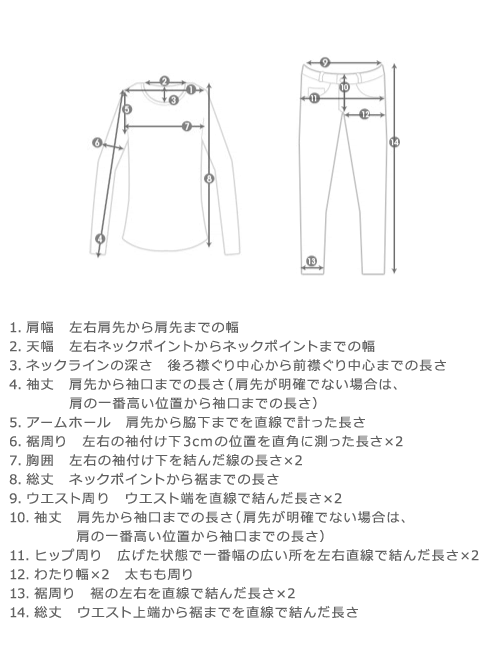 2
1
3
5
7
6
8
4
9
10
11
12
14
13
1. 肩幅　左右肩先から肩先までの幅
2. 天幅　左右ネックポイントからネックポイントまでの幅
3. ネックラインの深さ　後ろ襟ぐり中心から前襟ぐり中心までの長さ
4. 袖丈　肩先から袖口までの長さ（肩先が明確でない場合は、
肩の一番高い位置から袖口までの長さ）
5. アームホール　肩先から脇下までを直線で計った長さ
6. 裾周り　左右の袖付け下3cmの位置を直角に測った長さ×2
7. 胸囲　左右の袖付け下を結んだ線の長さ×2
8. 総丈　ネックポイントから裾までの長さ
9. ウエスト周り　ウエスト端を直線で結んだ長さ×2
10. 袖丈　肩先から袖口までの長さ（肩先が明確でない場合は、
肩の一番高い位置から袖口までの長さ）
11. ヒップ周り　広げた状態で一番幅の広い所を左右直線で結んだ長さ×2
12. わたり幅×2　太もも周り
13. 裾周り　裾の左右を直線で結んだ長さ×2
14. 総丈　ウエスト上端から裾までを直線で結んだ長さ